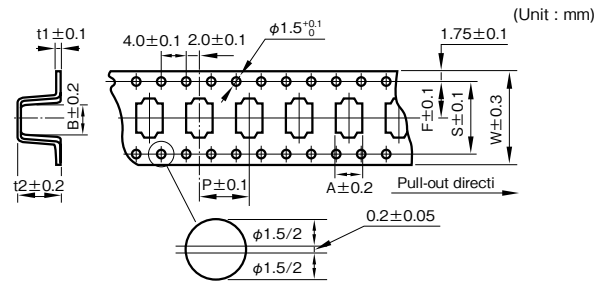 (Unit : mm)
t1±0.1
4.0±0.1
2.0±0.1
φ1.5 +0.1 0
1.75±0.1
B±0.2
F±0.1
S±0.1
W±0.3
t2±0.2
P±0.1
A±0.2
Pull-out directi
0.2±0.05
φ1.5/2
φ1.5/2